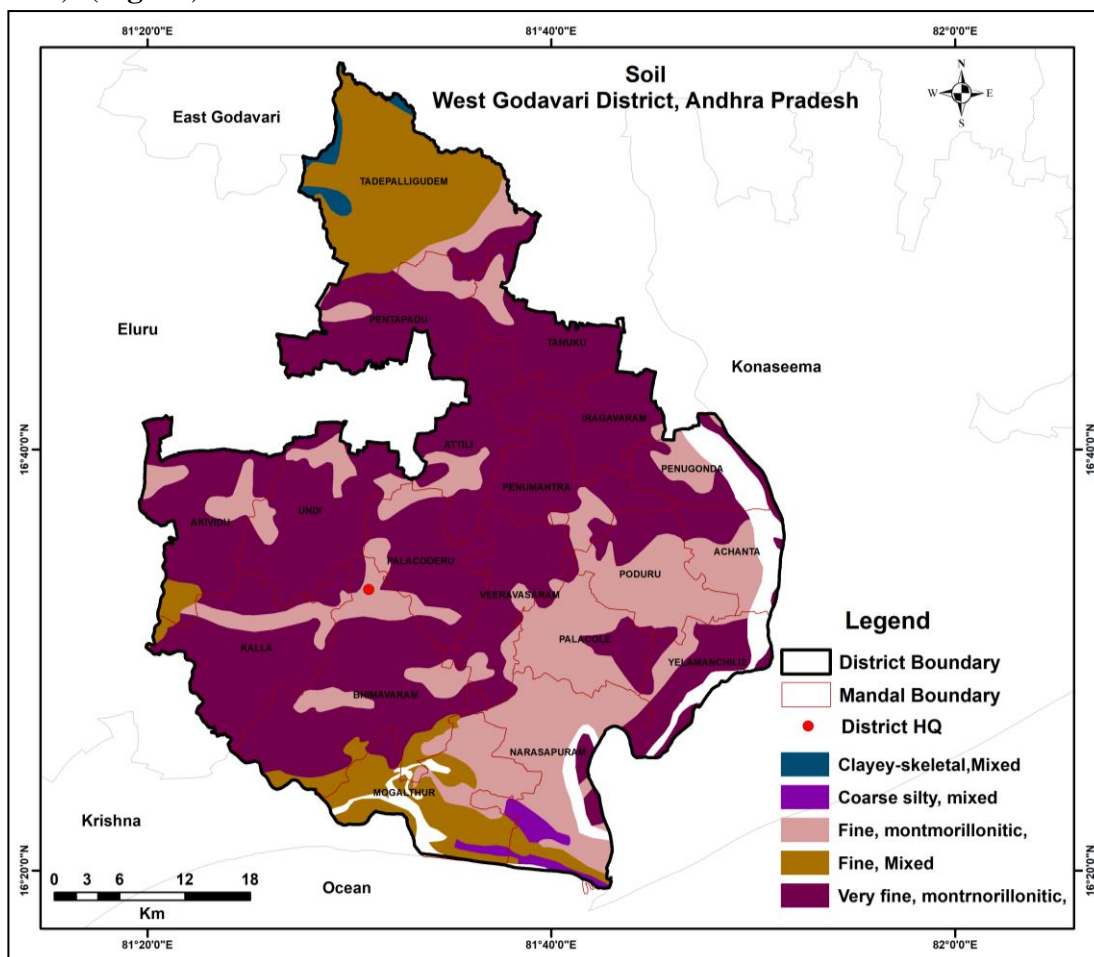 81°20'0"E
81°40'0"E
82°0'0"E
Soil
West Godavari District, Andhra Pradesh
N
W
E
S
East Godavari
TADEPALLIGUDEM
Eluru
PENTAPADU
TANUKU
Konaseema
IRAGAVARAM
16°40'0"N
16°40'0"N
ATTILI
PENUGONDA
PENUMANTRA
UNDI
AKIVIDU
ACHANTA
PALACODERU
PODURU
VEERAVASARAM
PALACOLE
KALLA
YELAMANCHILI
BHIMAVARAM
NARASAPURAM
MOGALTHUR
Krishna
Ocean
16°20'0"N
16°20'0"N
0 3 6 12 18
Km
Legend
District Boundary
Mandal Boundary
District HQ
Clayey-skeletal,Mixed
Coarse silty, mixed
Fine, montmorillonitic,
Fine, Mixed
Very fine, montrnorillonitic,
81°20'0"E
81°40'0"E
82°0'0"E